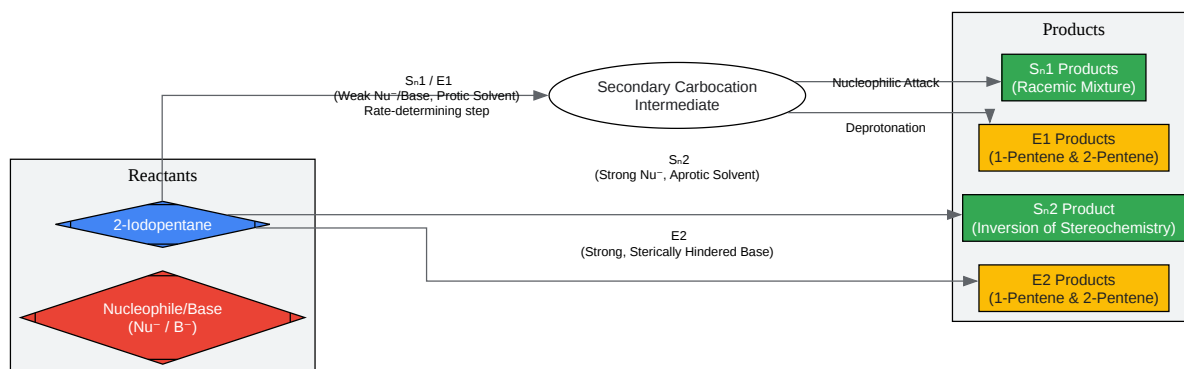 Products
Sₙ1 / E1
(Weak Nu⁻/Base, Protic Solvent)
Rate-determining step
Secondary Carbocation
Intermediate
Nucleophilic Attack
Sₙ1 Products
(Racemic Mixture)
Deprotonation
E1 Products
(1-Pentene & 2-Pentene)
Reactants
Sₙ2
(Strong Nu⁻, Aprotic Solvent)
2-Iodopentane
Sₙ2 Product
(Inversion of Stereochemistry)
E2
(Strong, Sterically Hindered Base)
E2 Products
(1-Pentene & 2-Pentene)
Nucleophile/Base
(Nu⁻ / B⁻)